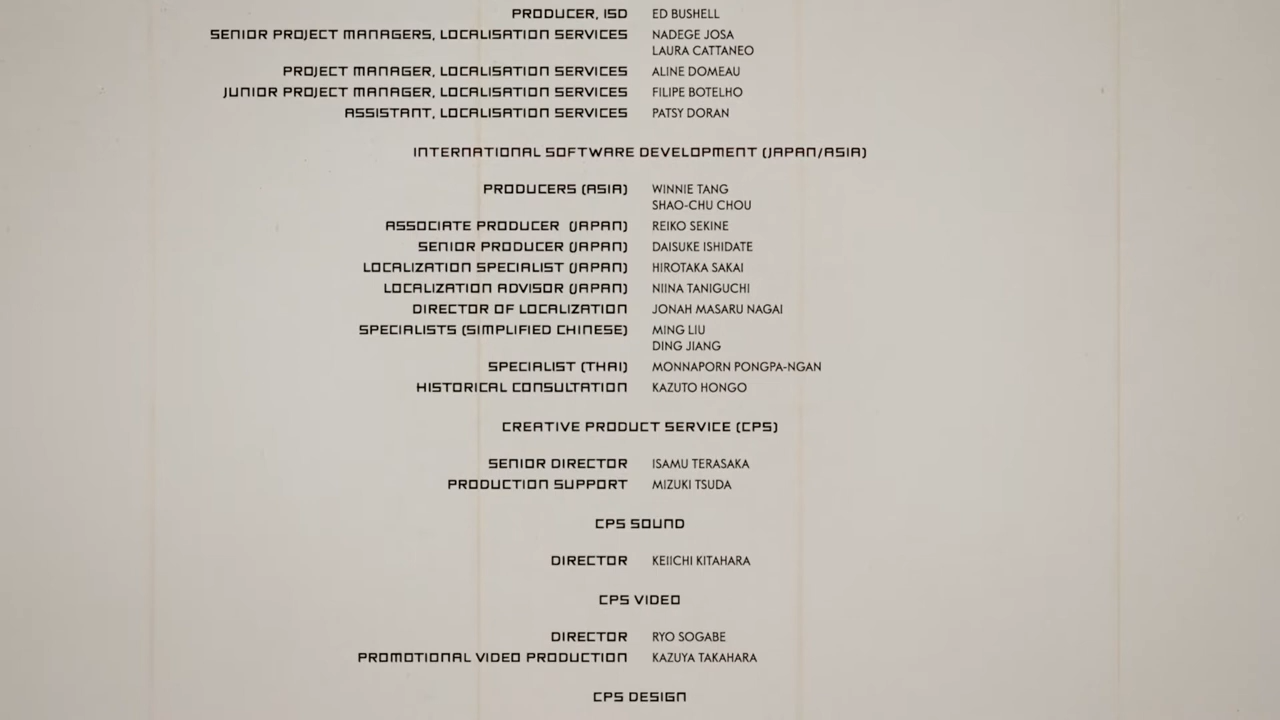 PRODUCER, ISD ED BUSHELL
SENIOR PROJECT MANAGERS, LOCALISATION SERVICES NADEGE JOSA
LAURA CATTANEO
PROJECT MANAGER, LOCALISATION SERVICES ALINE DOMEAU
JUNIOR PROJECT MANAGER, LOCALISATION SERVICES FILIPE BOTELHO
ASSISTANT, LOCALISATION SERVICES PATSY DORAN
INTERNATIONAL SOFTWARE DEVELOPMENT (JAPAN/ASIA)
PRODUCERS (ASIA) WINNIE TANG
SHAO-CHU CHOU
ASSOCIATE PRODUCER (JAPAN) REIKO SEKINE
SENIOR PRODUCER (JAPAN) DAISUKE ISHIDATE
LOCALIZATION SPECIALIST (JAPAN) HIROTAKA SAKAI
LOCALIZATION ADVISOR (JAPAN) NIINA TANIGUCHI
DIRECTOR OF LOCALIZATION JONAH MASARU NAGAI
SPECIALISTS (SIMPLIFIED CHINESE) MING LIU
DING JIANG
SPECIALIST (THAI) MONNAPORN PONGPA-NGAN
HISTORICAL CONSULTATION KAZUTO HONGO
CREATIVE PRODUCT SERVICE (CPS)
SENIOR DIRECTOR ISAMU TERASAKA
PRODUCTION SUPPORT MIZUKI TSUDA
CPS SOUND
DIRECTOR KEIICHI KITAHARA
CPS VIDEO
DIRECTOR RYO SOGABE
PROMOTIONAL VIDEO PRODUCTION KAZUYA TAKAHARA
CPS DESIGN